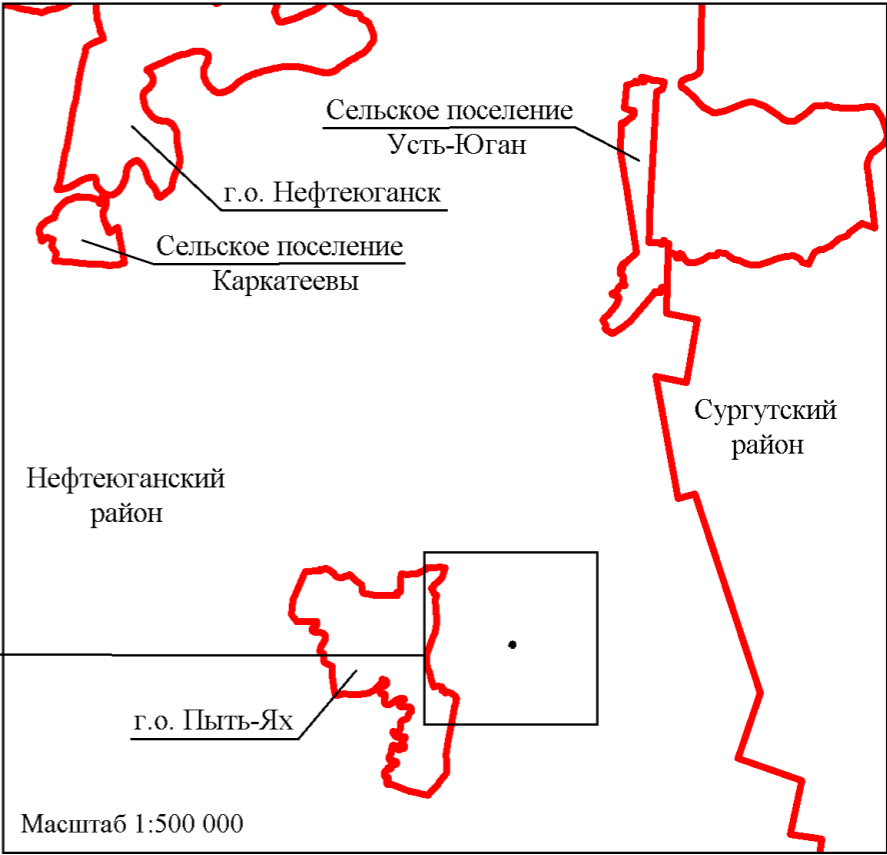 Сельское поселение
Усть-Юган
г.о. Нефтеюганск
Сельское поселение
Каркатеевы
Сургутский
район
Нефтеюганский
район
г.о. Пыть-Ях
Масштаб 1:500 000